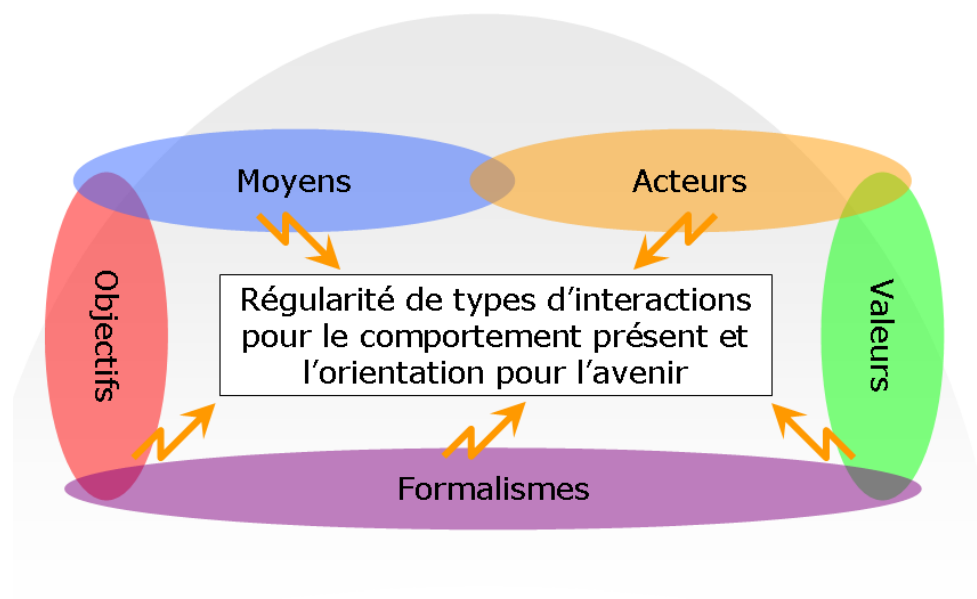 Moyens
Acteurs
Objectifs
Régularité de types d’interactions
pour le comportement présent et
l’orientation pour l’avenir
Valeurs
Formalismes